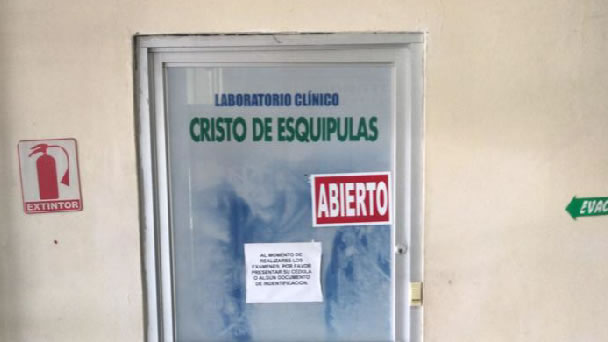 LABORATORIO CLÍNICO
CRISTO DE ESQUIPULAS
ABIERTO
EXTINTOR
EVAC
AL MOMENTO DE
REALIZARSE LOS
EXAMENES, POR FAVOR
PRESENTAR SU CEDULA
O ALGUN DOCUMENTO
DE INDENTIFICACION.